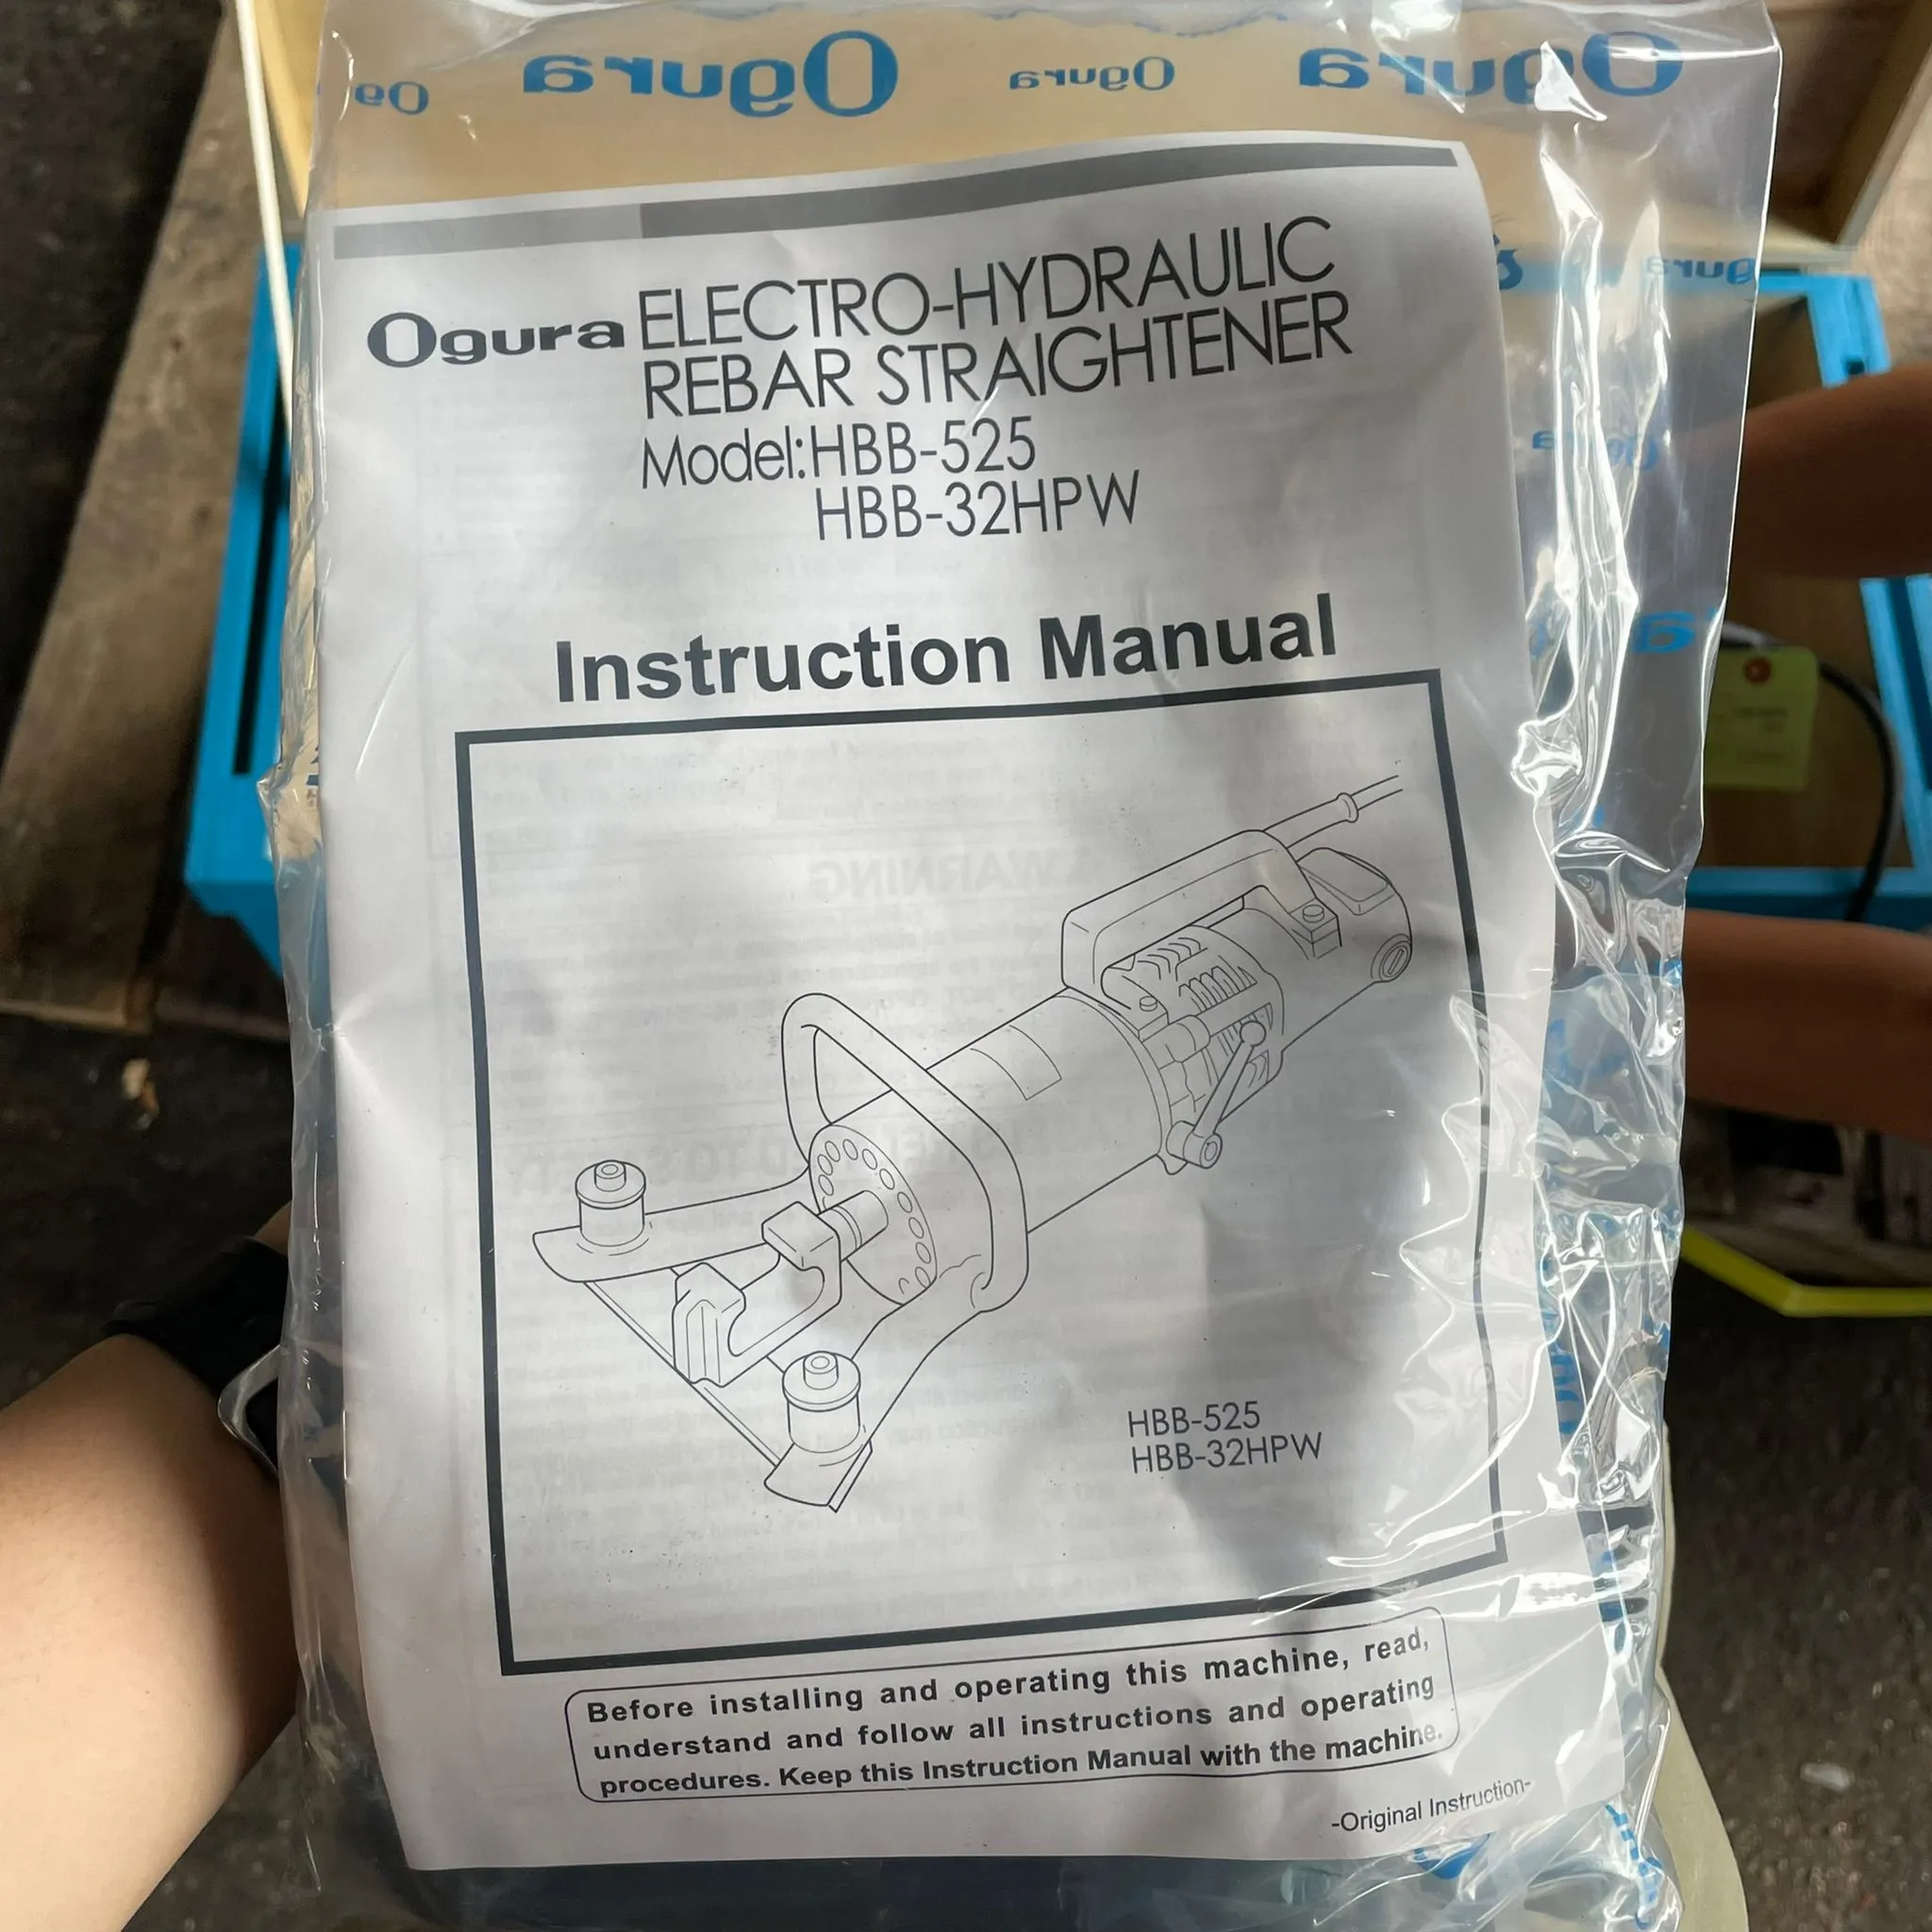 Ogura Ogura Ogura
Ogura
ELECTRO-HYDRAULIC
REBAR STRAIGHTENER
Model:HBB-525
HBB-32HPW
Instruction Manual
WARNING
HBB-525
HBB-32HPW
Before installing and operating this machine, read,
understand and follow all instructions and operating
procedures. Keep this Instruction Manual with the machine.
-Original Instruction-